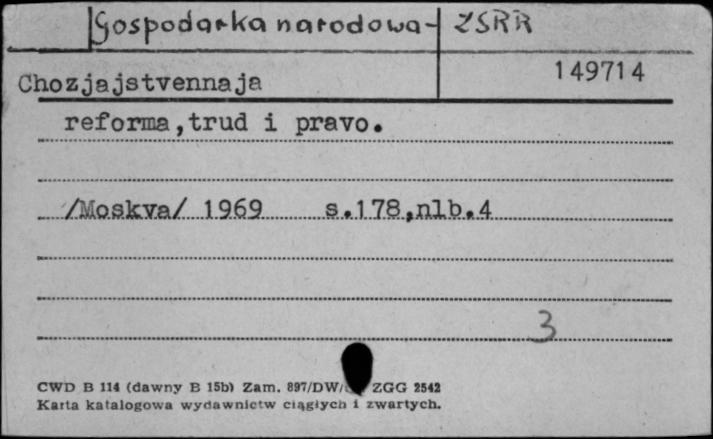 Gospodarka narodowa - ZSRR
149714
Chozjajstvennaja
reforma,trud i pravo.
/Moskva/ 1969 s.178,nlb.4
3
CWD B 114 (dawny B 15b) Zam. 897/DW/ ZGG 2542
Karta katalogowa wydawnictw ciągłych i zwartych.